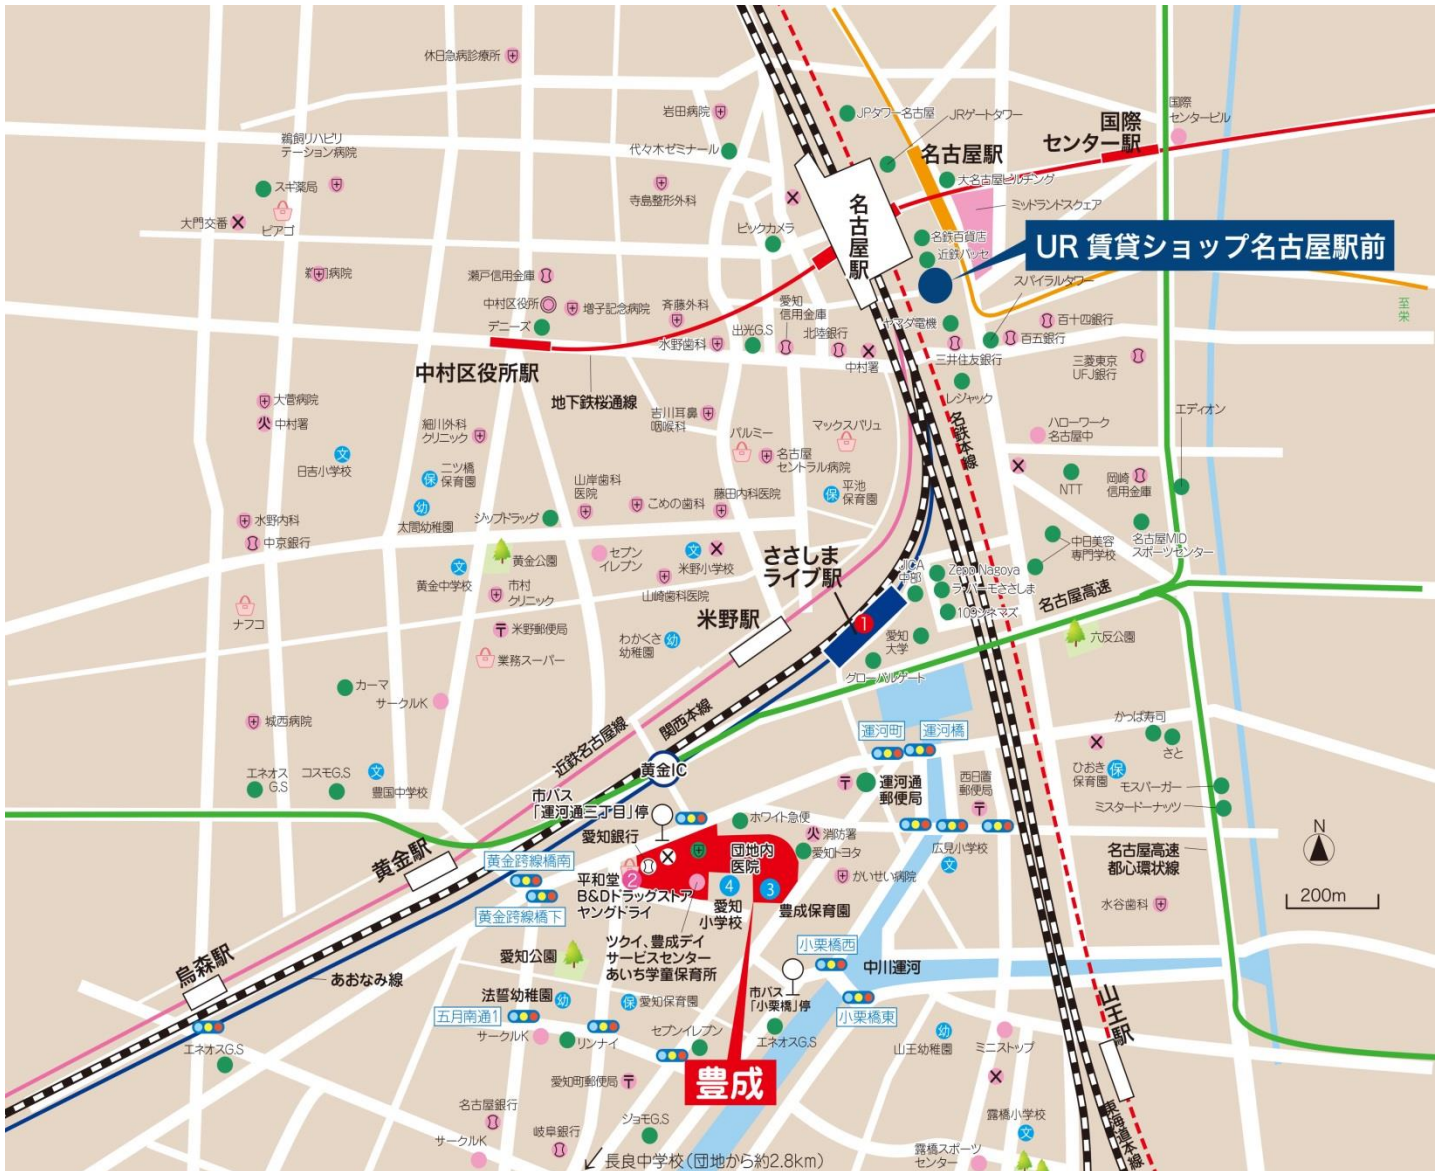 休日急病診療所
岩田病院
JPタワー名古屋
JRゲートタワー
国際
センタービル
国際
センター駅
名古屋駅
鵜飼リハビリ
テーション病院
代々木ゼミナール
大名古屋ビルヂング
スギ薬局
寺島整形外科
ミッドランドスクェア
大門交番
ピアゴ
ビックカメラ
名古屋駅
名鉄百貨店
近鉄パッセ
UR 賃貸ショップ名古屋駅前
瀬戸信用金庫
スパイラルタワー
中村区役所
増子記念病院
斉藤外科
愛知
信用金庫
至
栄
デニーズ
水野歯科
出光G.S
北陸銀行
中村署
ヤマダ電機
百十四銀行
百五銀行
三井住友銀行
三菱東京
UFJ銀行
中村区役所駅
地下鉄桜通線
レジャック
エディオン
大菅病院
中村署
細川外科
クリニック
吉川耳鼻
咽喉科
パルミー
マックスバリュ
名鉄本線
ハローワーク
名古屋中
日吉小学校
二ツ橋
保育園
名古屋
セントラル病院
山岸歯科
医院
こめの歯科
藤田内科医院
平池
保育園
NTT
岡崎
信用金庫
水野内科
中京銀行
太閤幼稚園
ジップドラッグ
名古屋MID
スポーツセンター
中日美容
専門学校
黄金公園
黄金中学校
セブン
イレブン
米野小学校
ささしま
ライブ駅
JICA
中部
Zepp Nagoya
ラ・バーモささしま
109シネマズ
名古屋高速
市村
クリニック
山崎歯科医院
ナフコ
米野郵便局
わかくさ
幼稚園
米野駅
1
愛知
大学
六反公園
業務スーパー
グローバルゲート
カーマ
サークルK
城西病院
近鉄名古屋線
関西本線
運河町
運河橋
かっぱ寿司
さと
エネオス
G.S
コスモG.S
豊国中学校
黄金IC
運河通
郵便局
西日置
郵便局
ひおき
保育園
モスバーガー
ミスタードーナッツ
市バス
「運河通三丁目」停
ホワイト急便
愛知銀行
団地内
医院
消防署
愛知トヨタ
広見小学校
名古屋高速
都心環状線
N
200m
黄金駅
黄金跨線橋南
平和堂
B&Dドラッグストア
ヤングドライ
2
4
3
かいせい病院
愛知
小学校
豊成保育園
水谷歯科
黄金跨線橋下
烏森駅
愛知公園
ツクイ、豊成デイ
サービスセンター
あいち学童保育所
小栗橋西
中川運河
あおなみ線
法誓幼稚園
愛知保育園
市バス
「小栗橋」停
小栗橋東
山王駅
五月南通1
サークルK
リンナイ
セブンイレブン
エネオスG.S
山王幼稚園
ミニストップ
エネオスG.S
愛知町郵便局
豊成
名古屋銀行
ジョモG.S
露橋小学校
東海道本線
サークルK
岐阜銀行
長良中学校(団地から約2.8km)
露橋スポーツ
センター